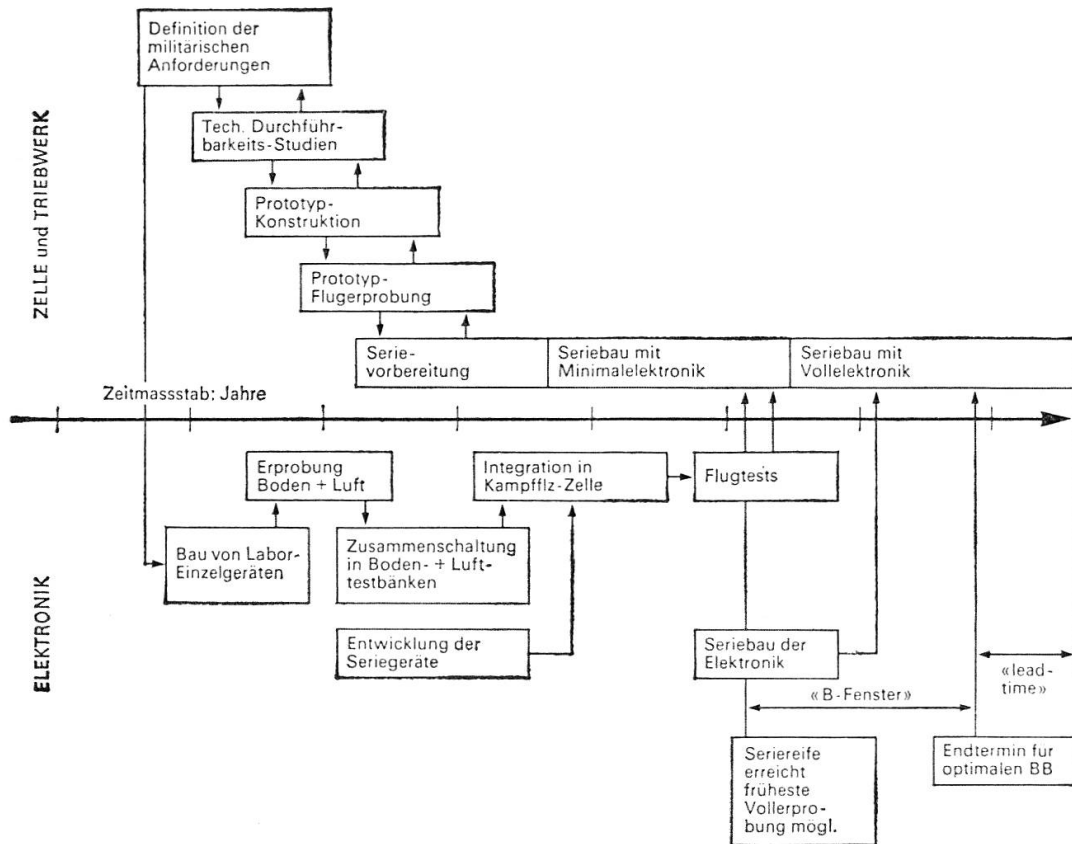 Definition der
militärischen
Anforderungen
Tech. Durchführ-
barkeits-Studien
Prototyp-
Konstruktion
Prototyp-
Flugerprobung
ZELLE und TRIEBWERK
Serie-
vorbereitung
Seriebau mit
Minimalelektronik
Seriebau mit
Vollelektronik
Zeitmassstab: Jahre
Erprobung
Boden + Luft
Integration in
Kampfflz-Zelle
Flugtests
Bau von Labor-
Einzelgeräten
Zusammenschaltung
in Boden- + Luft-
testbänken
ELEKTRONIK
Entwicklung der
Seriegeräte
Seriebau der
Elektronik
«B-Fenster»
«lead-
time»
Seriereife
erreicht
früheste
Vollerpro-
bung mögl.
Endtermin fur
optimalen BB